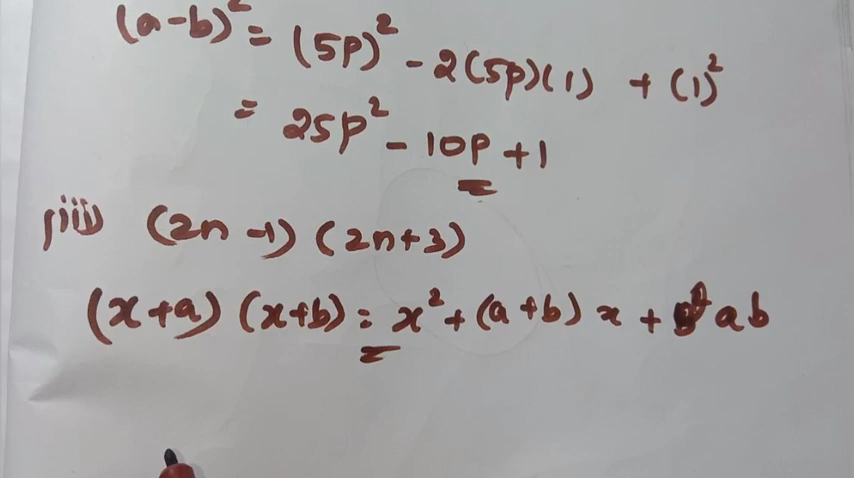 (a-b)² = (5p)² - 2(5p)(1) + (1)²
= 25p² - 10p + 1
(iii) (2n-1) (2n+3)
(x+a) (x+b) = x² + (a+b) x + ab